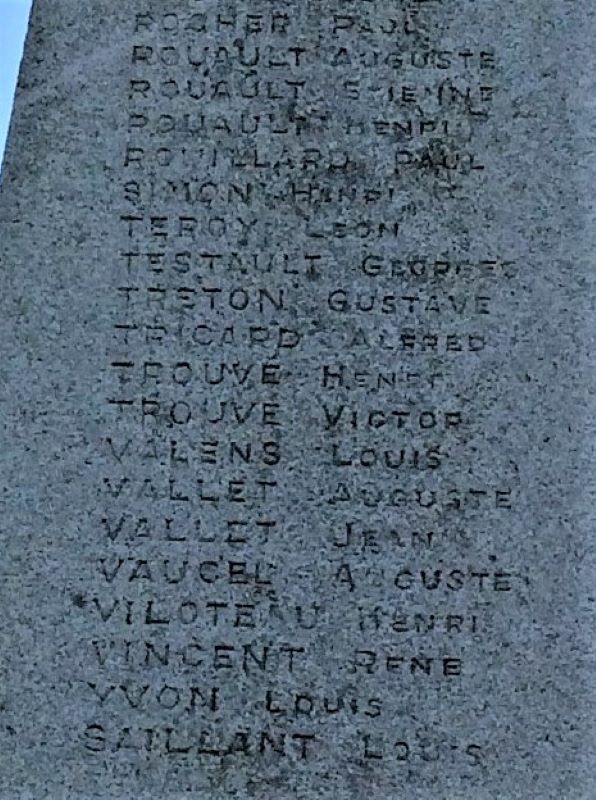 ROCHER PAUL
ROUAULT AUGUSTE
ROUAULT ETIENNE
ROUAULT HENRI
ROUILLARD PAUL
SIMON HENRI
TEROY LEON
TESTAULT GEORGES
TRETON GUSTAVE
TRICARD ALFRED
TROUVE HENRI
TROUVE VICTOR
VALENS LOUIS
VALLET AUGUSTE
VALLET JEAN
VAUCEL AUGUSTE
VILOTEAU HENRI
VINCENT RENE
YVON LOUIS
SAILLANT LOUIS